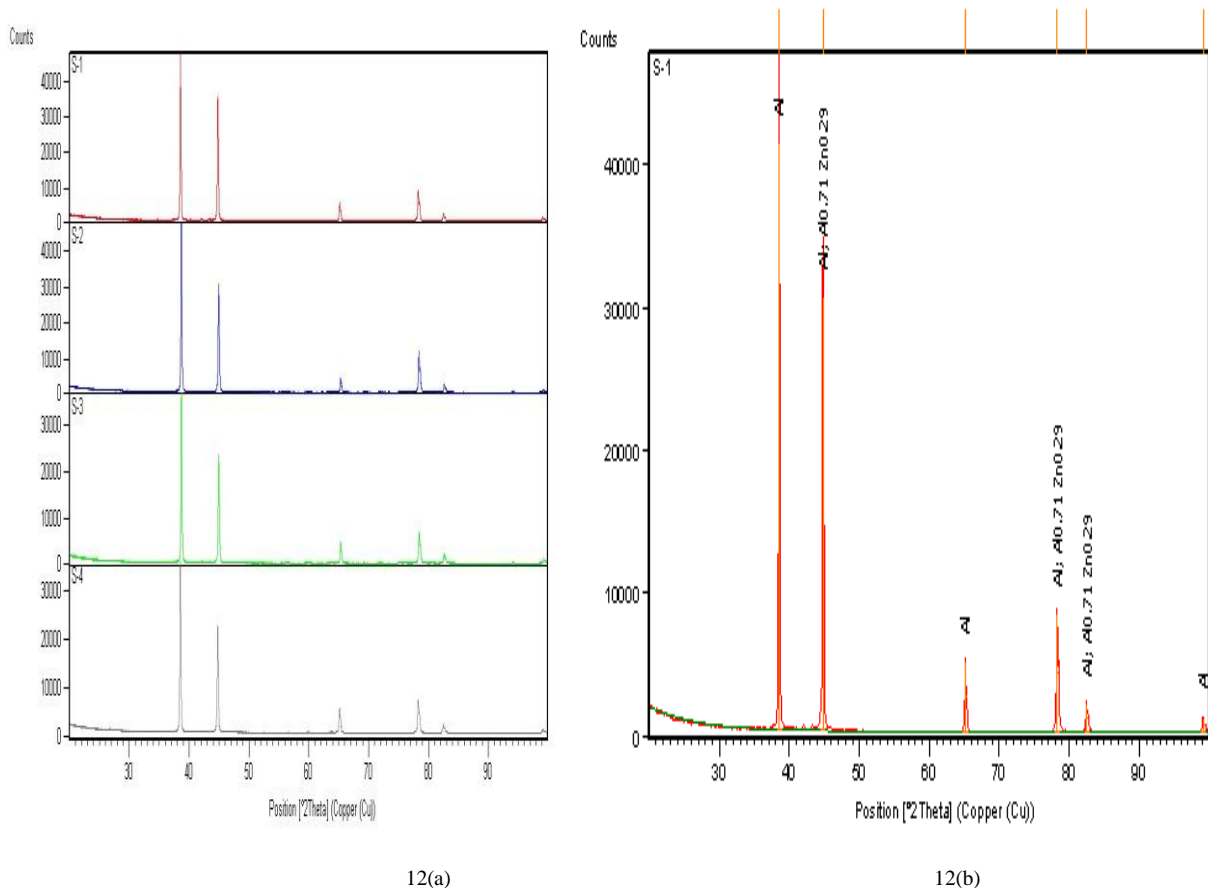 Counts
S-1
40000
30000
20000
10000
0
S-2
40000
30000
20000
10000
0
S-3
30000
20000
10000
0
S-4
30000
20000
10000
0
30 40 50 60 70 80 90
Position [°2Theta] (Copper (Cu))
12(a)
Counts
S-1
40000
30000
20000
10000
0
Al
Al; Al0.71 Zn0.29
Al
Al; Al0.71 Zn0.29
Al; Al0.71 Zn0.29
Al
30 40 50 60 70 80 90
Position [°2Theta] (Copper (Cu))
12(b)